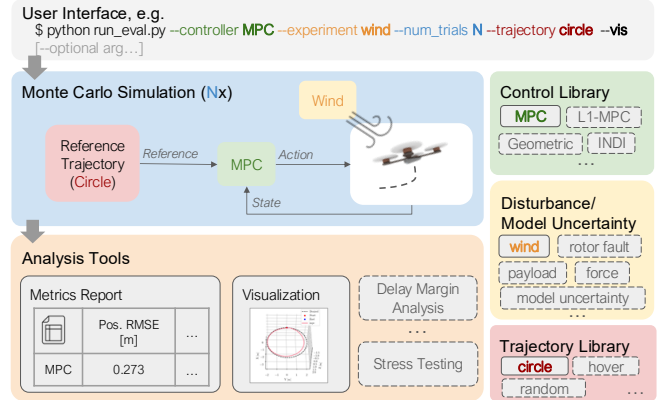 User Interface, e.g.
$ python run_eval.py --controller MPC --experiment wind --num_trials N --trajectory circle --vis
[--optional arg…]
Monte Carlo Simulation (Nx)
Wind
Reference
Trajectory
(Circle)
Reference
MPC
Action
State
Control Library
MPC
L1-MPC
Geometric
INDI
…
Disturbance/
Model Uncertainty
wind
rotor fault
payload
force
model uncertainty
…
Trajectory Library
circle
hover
random
…
Analysis Tools
Metrics Report
Pos. RMSE
[m]
…
MPC
0.273
…
Visualization
Delay Margin
Analysis
…
Stress Testing